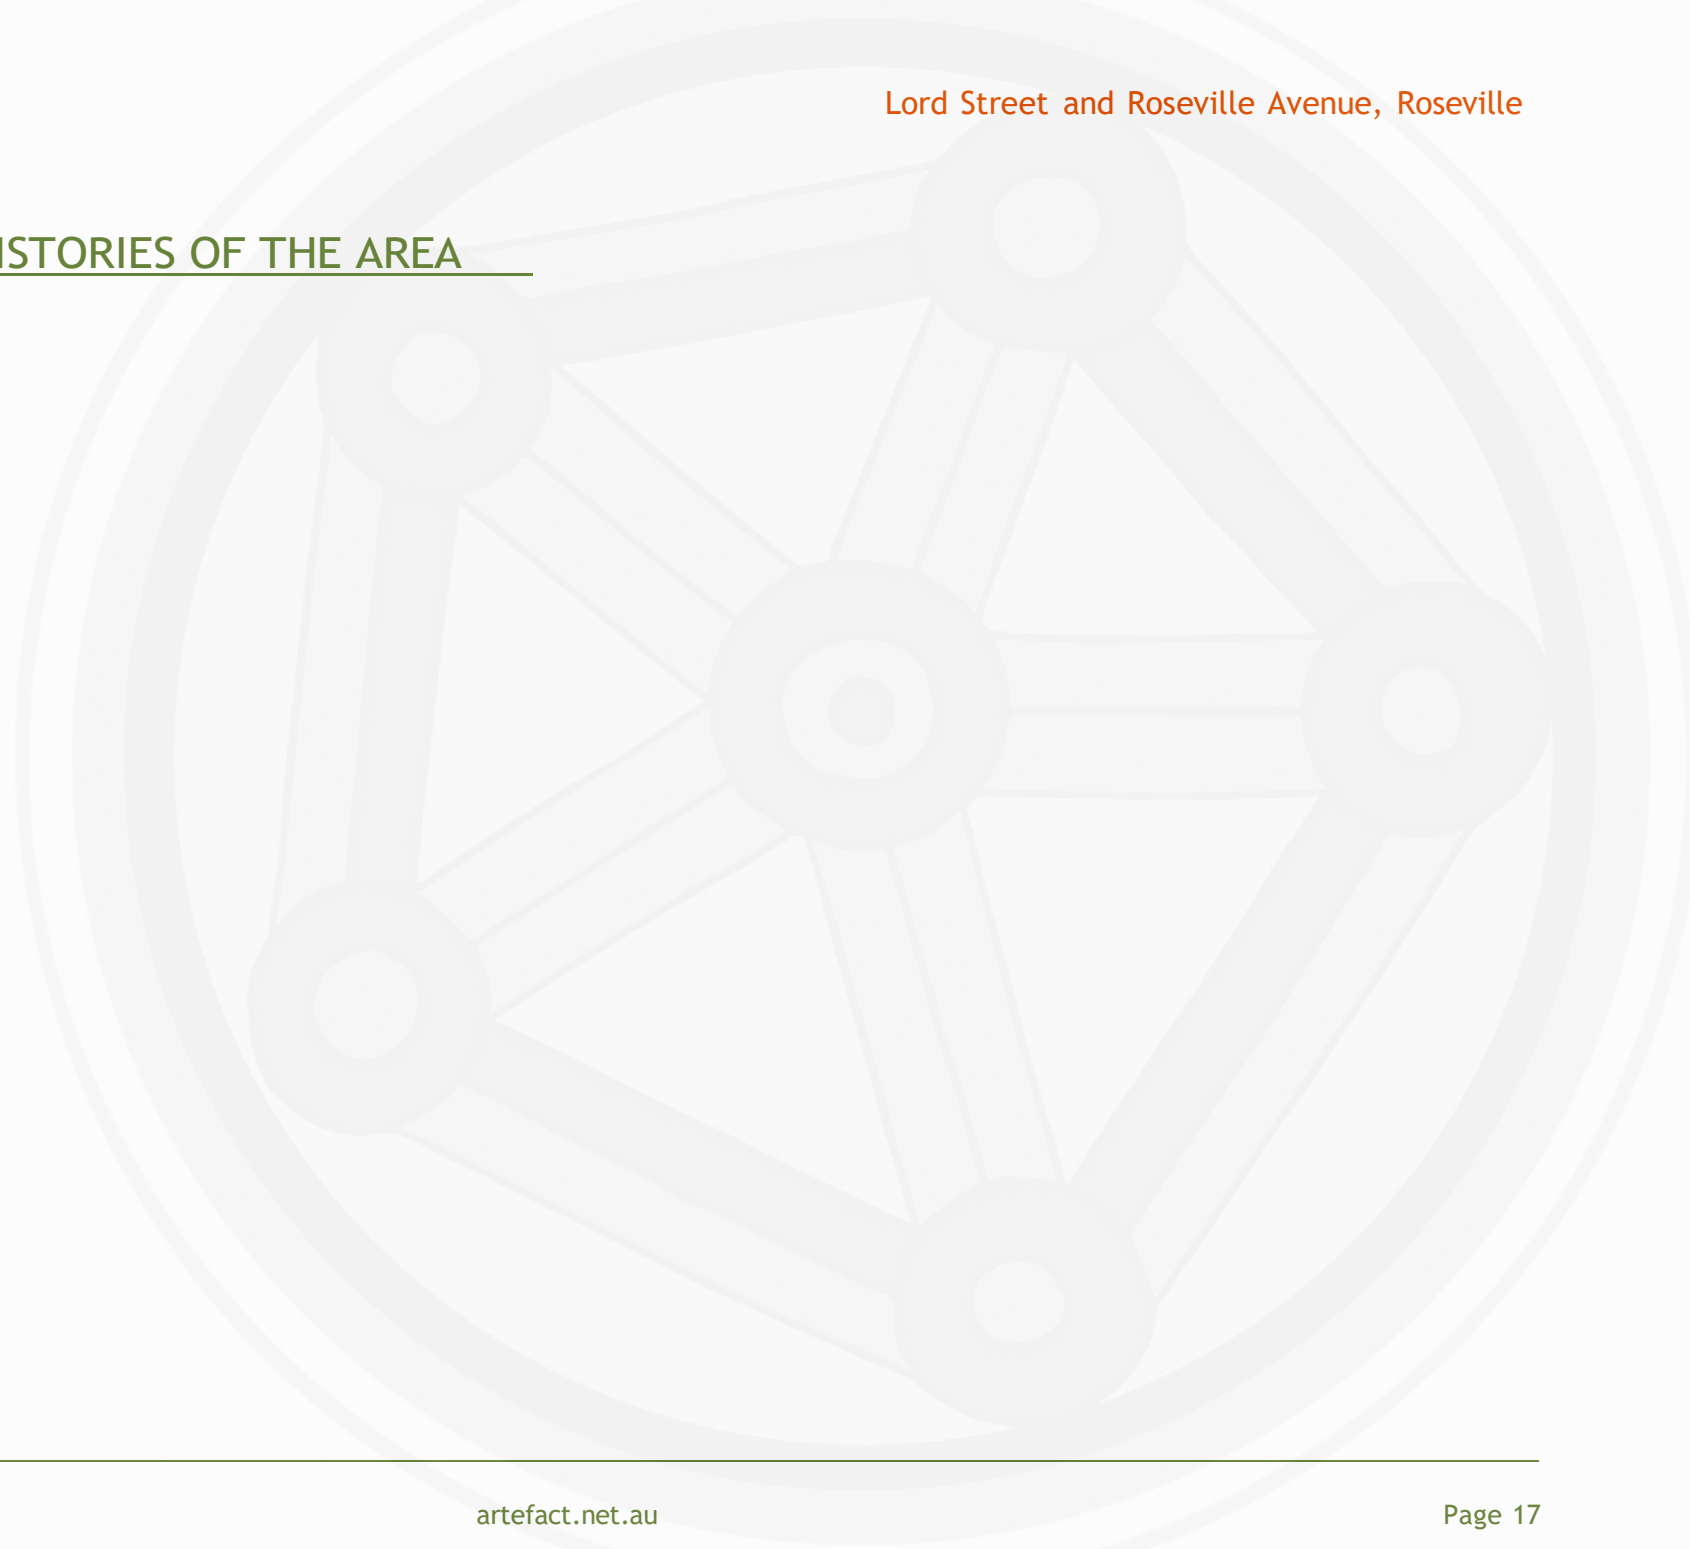 Lord Street and Roseville Avenue, Roseville
ISTORIES OF THE AREA
artefact.net.au
Page 17